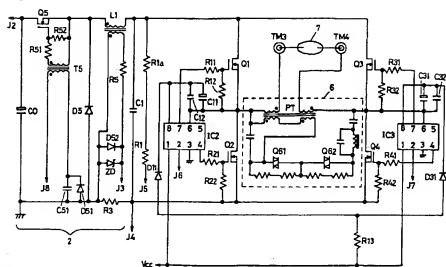 Q5
L1
J2
R52
R51
T5
R5
C0
D3
DS2
ZD
J8
J3
C51
D51
R3
2
R1a
C1
R1
J5
J4
R11
R12
C11
C12
D11
8 7 6 5
1 2 3 4
IC2
J6
R21
R22
Q1
Q2
TM3
7
TM4
6
PT
Q61
Q62
Q3
Q4
R31
R32
C31
C32
8 7 6 5
1 2 3 4
IC3
R41
R42
J7
D31
R13
Vcc